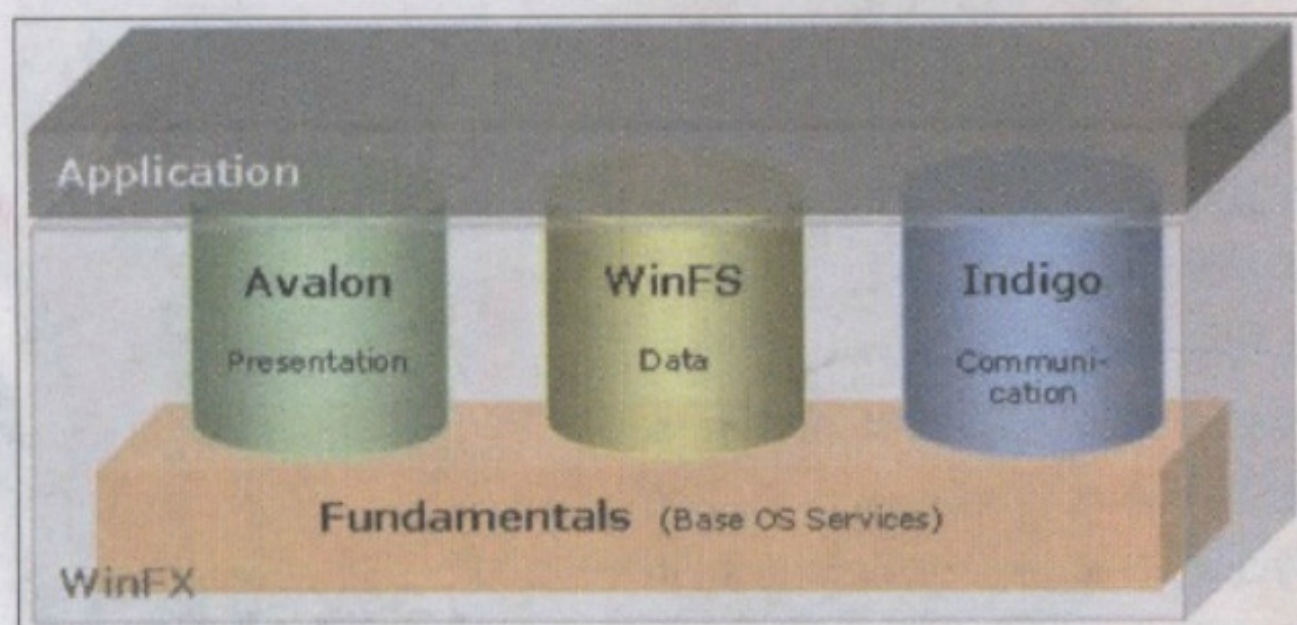 Application
Avalon
Presentation
WinFS
Data
Indigo
Communi-
cation
Fundamentals (Base OS Services)
WinFX